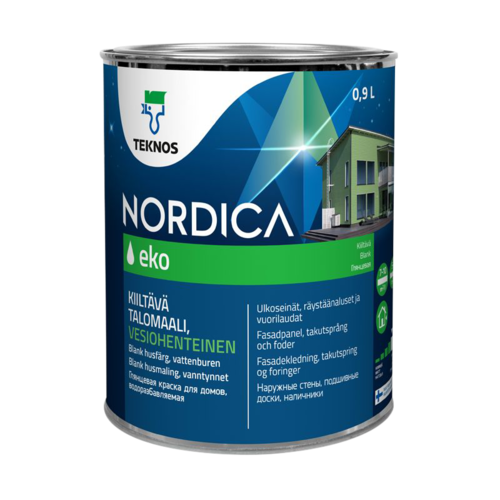 0,9 L
TEKNOS
NORDICA
eko
Kiiltävä
Blank
Глянцевая
KIILTÄVÄ
TALOMAALI,
VESIOHENTEINEN
Blank husfärg, vattenburen
Blank husmaling, vanntynnet
Глянцевая краска для домов,
водоразбавляемая
Ulkoseinät, räystäänaluset ja
vuorilaudat
Fasadpanel, takutsprång
och foder
Fasadekledning, takutspring
og foringer
Наружные стены, подшивные
доски, наличники